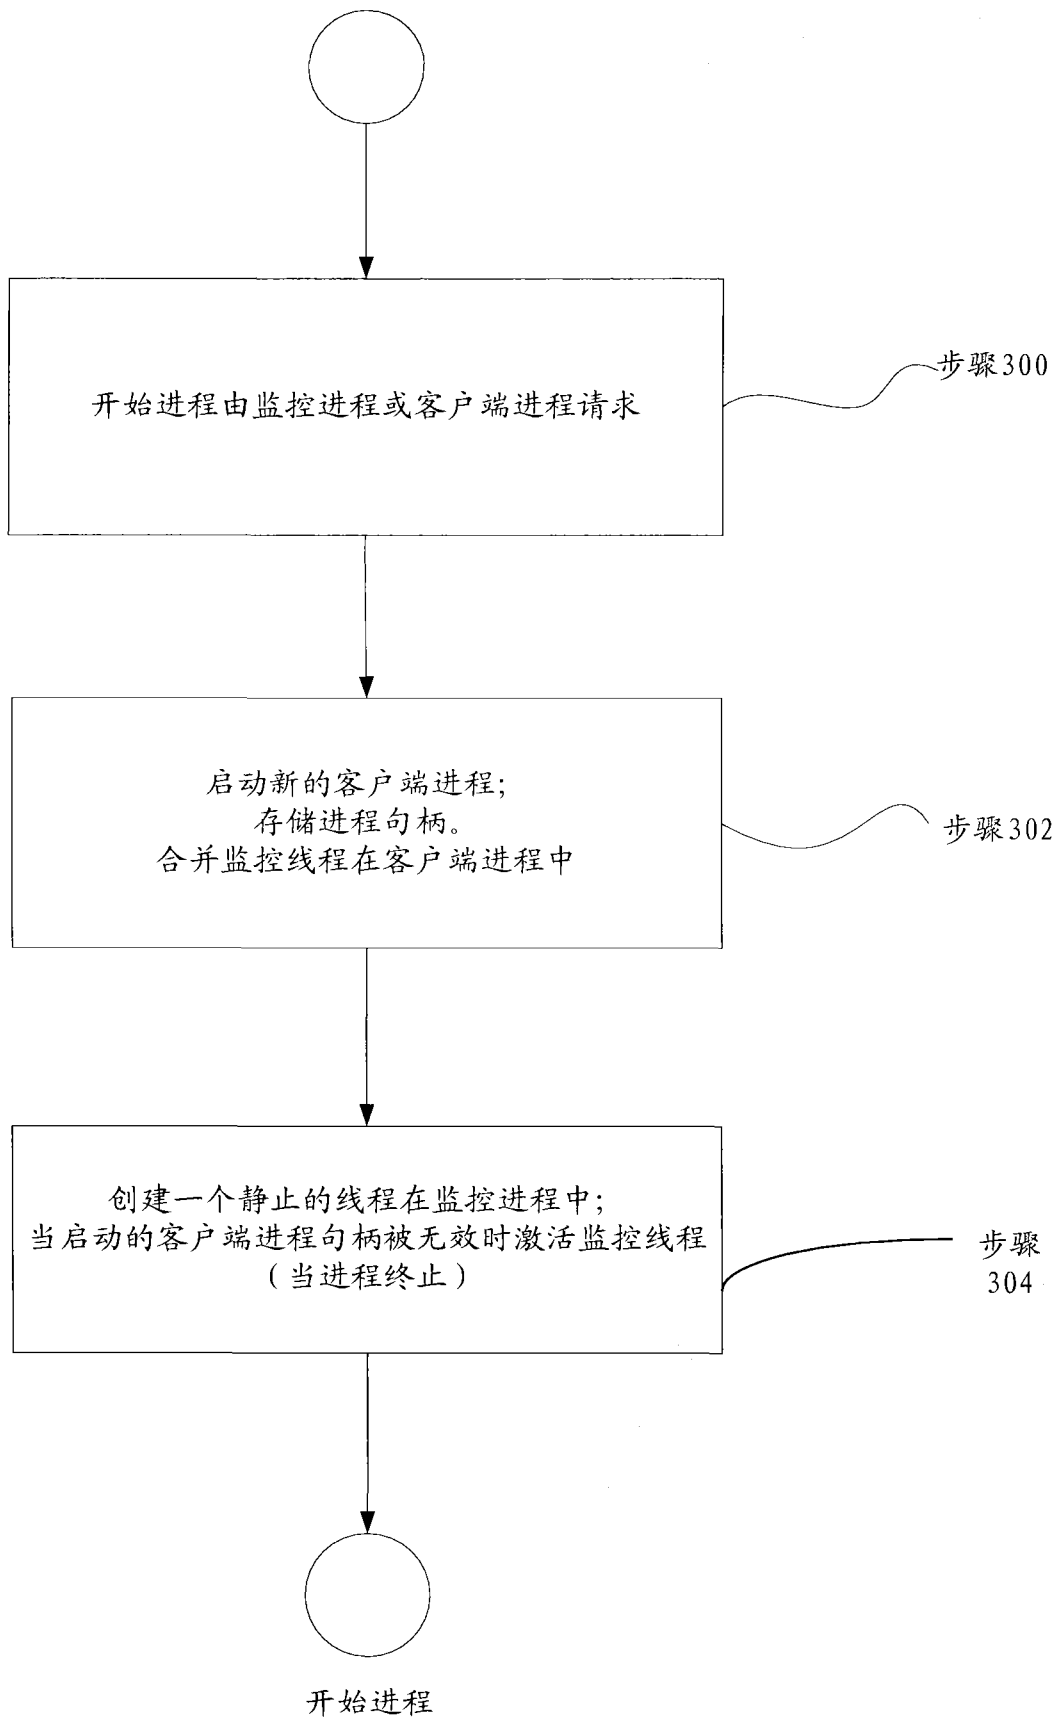 开始进程由监控进程或客户端进程请求
步骤300
启动新的客户端进程;
存储进程句柄。
合并监控线程在客户端进程中
步骤302
创建一个静止的线程在监控进程中;
当启动的客户端进程句柄被无效时激活监控线程
(当进程终止)
步骤
304
开始进程